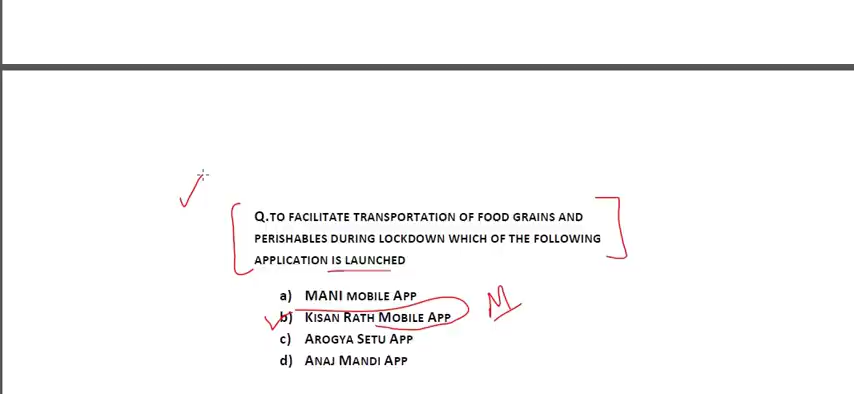 Q.TO FACILITATE TRANSPORTATION OF FOOD GRAINS AND
PERISHABLES DURING LOCKDOWN WHICH OF THE FOLLOWING
APPLICATION IS LAUNCHED
a) MANI MOBILE APP
b) KISAN RATH MOBILE APP
M
c) AROGYA SETU APP
d) ANAJ MANDI APP